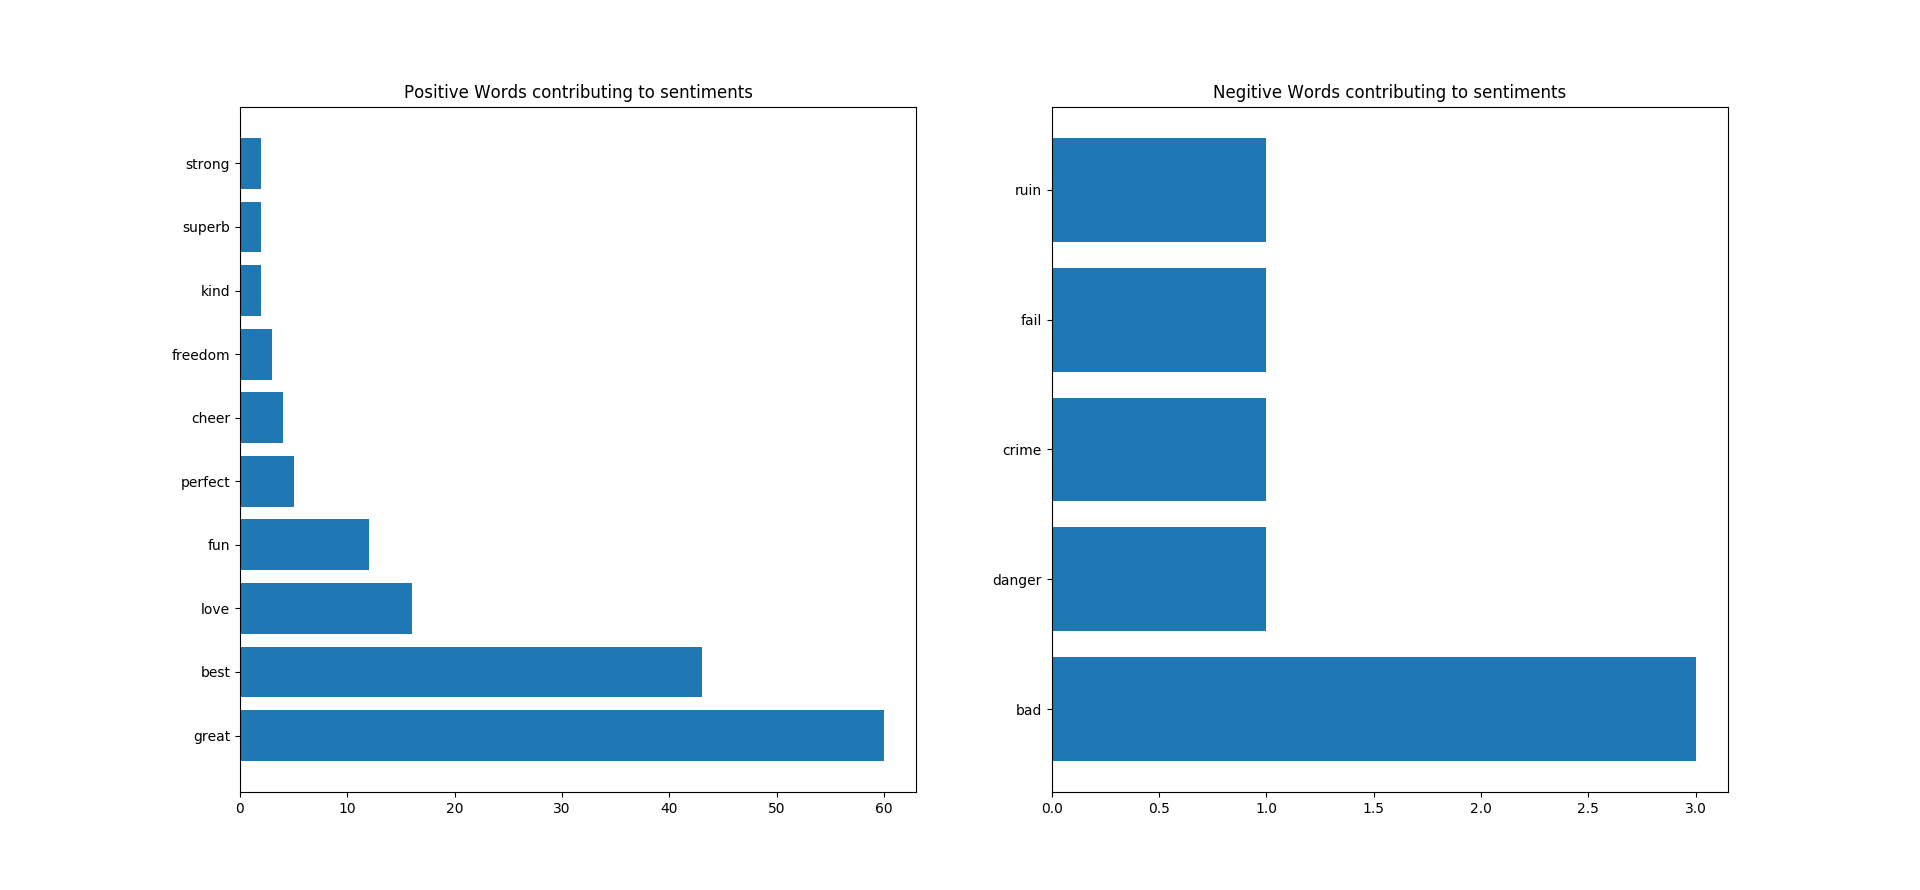 Positive Words contributing to sentiments
strong
superb
kind
freedom
cheer
perfect
fun
love
best
great
0 10 20 30 40 50 60
Negitive Words contributing to sentiments
ruin
fail
crime
danger
bad
0.0 0.5 1.0 1.5 2.0 2.5 3.0